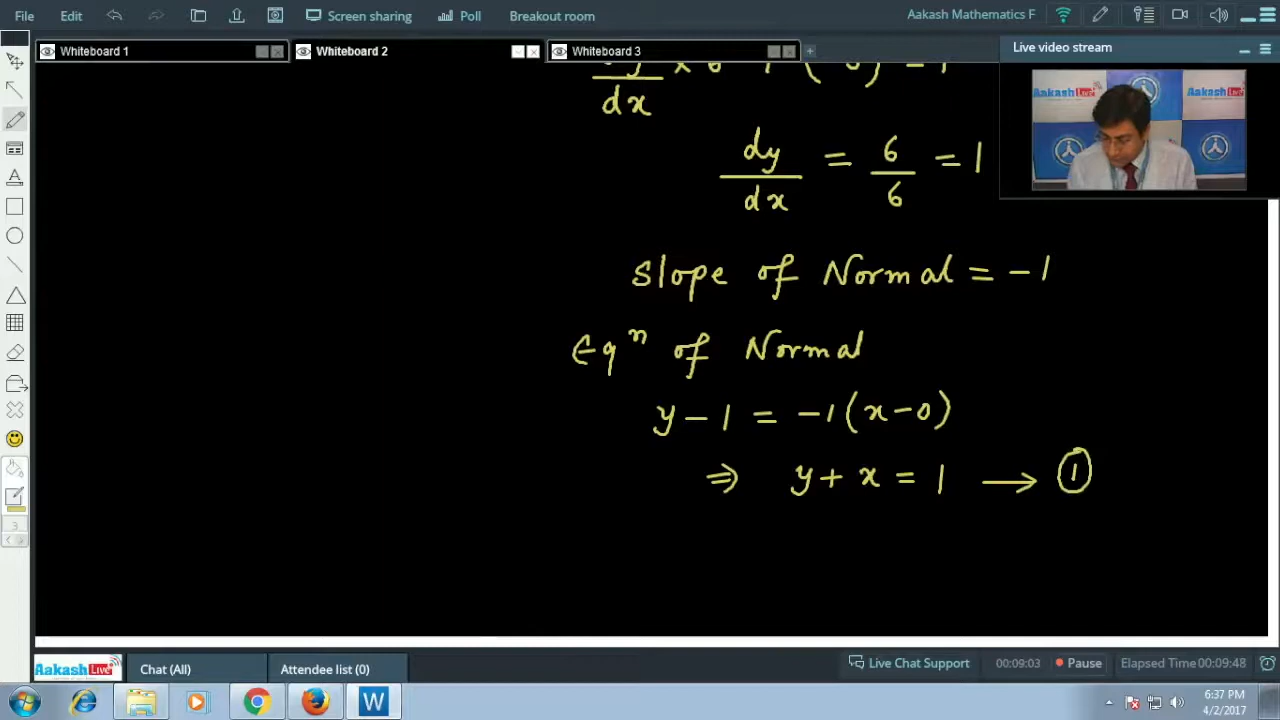 File Edit Screen sharing Poll Breakout room Aakash Mathematics F
Whiteboard 1 Whiteboard 2 Whiteboard 3 Live video stream
dx
dy/dx = 6/6 = 1
Slope of Normal = -1
Eqⁿ of Normal
y - 1 = -1(x - 0)
⇒ y + x = 1 → ①
3
Aakash Live Chat (All) Attendee list (0) Live Chat Support 00:09:03 Pause Elapsed Time 00:09:48
6:37 PM
4/2/2017